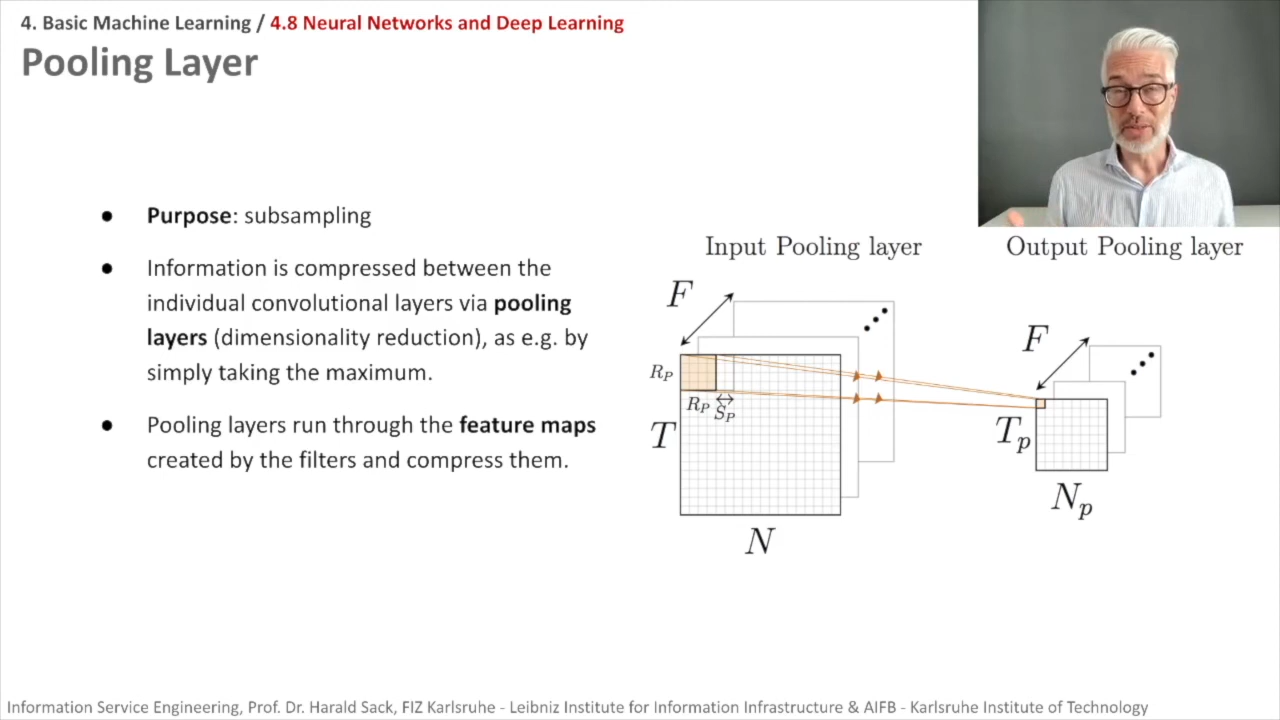 4. Basic Machine Learning / 4.8 Neural Networks and Deep Learning
Pooling Layer
● Purpose: subsampling
● Information is compressed between the
individual convolutional layers via pooling
layers (dimensionality reduction), as e.g. by
simply taking the maximum.
● Pooling layers run through the feature maps
created by the filters and compress them.
Input Pooling layer
Output Pooling layer
F
R_P
R_P
S_P
T
N
F
T_p
N_p
Information Service Engineering, Prof. Dr. Harald Sack, FIZ Karlsruhe - Leibniz Institute for Information Infrastructure & AIFB - Karlsruhe Institute of Technology